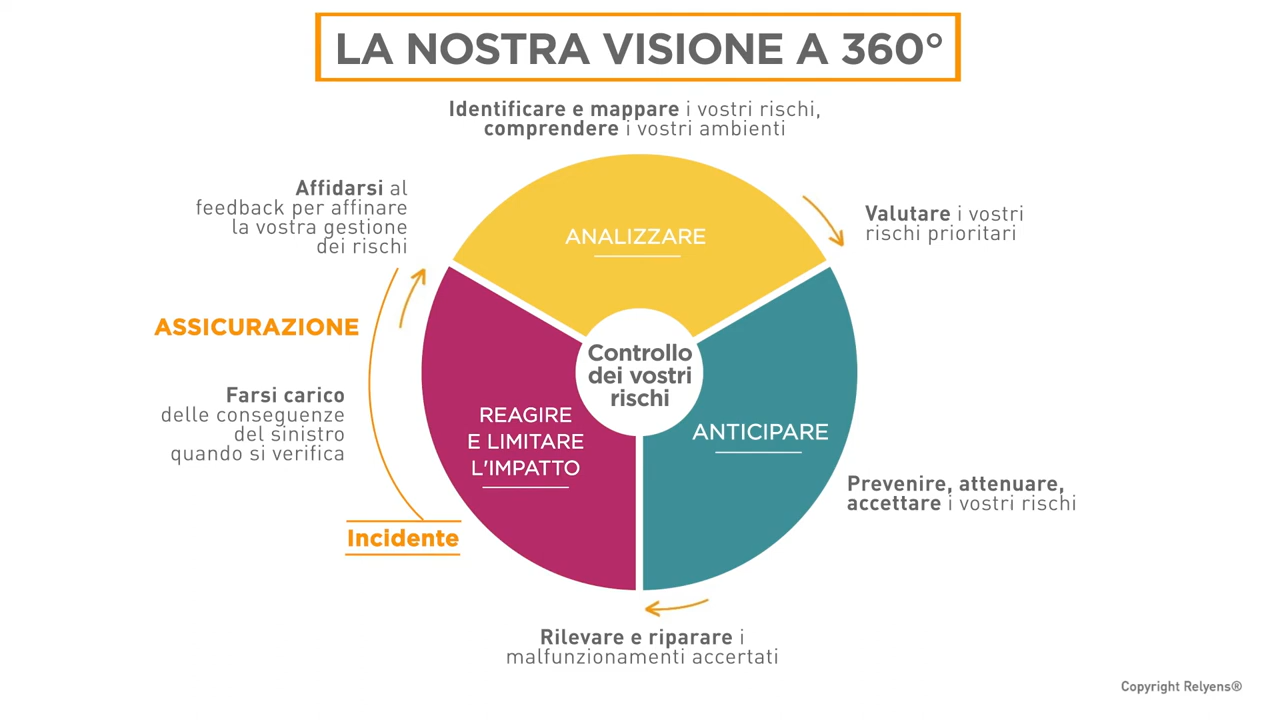 LA NOSTRA VISIONE A 360°
Identificare e mappare i vostri rischi,
comprendere i vostri ambienti
Affidarsi al
feedback per affinare
la vostra gestione
dei rischi
Valutare i vostri
rischi prioritari
ANALIZZARE
ASSICURAZIONE
Controllo
dei vostri
rischi
Farsi carico
delle conseguenze
del sinistro
quando si verifica
REAGIRE
E LIMITARE
L'IMPATTO
ANTICIPARE
Prevenire, attenuare,
accettare i vostri rischi
Incidente
Rilevare e riparare i
malfunzionamenti accertati
Copyright Relyens®